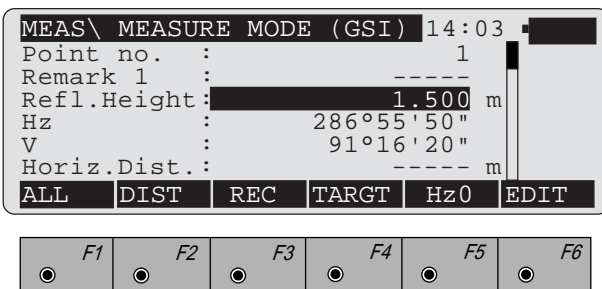 MEAS\ MEASURE MODE (GSI) 14:03
Point no. : 1
Remark 1 : -----
Refl.Height: 1.500 m
Hz : 286°55'50"
V : 91°16'20"
Horiz.Dist.: ----- m
ALL DIST REC TARGT Hz0 EDIT
F1 F2 F3 F4 F5 F6